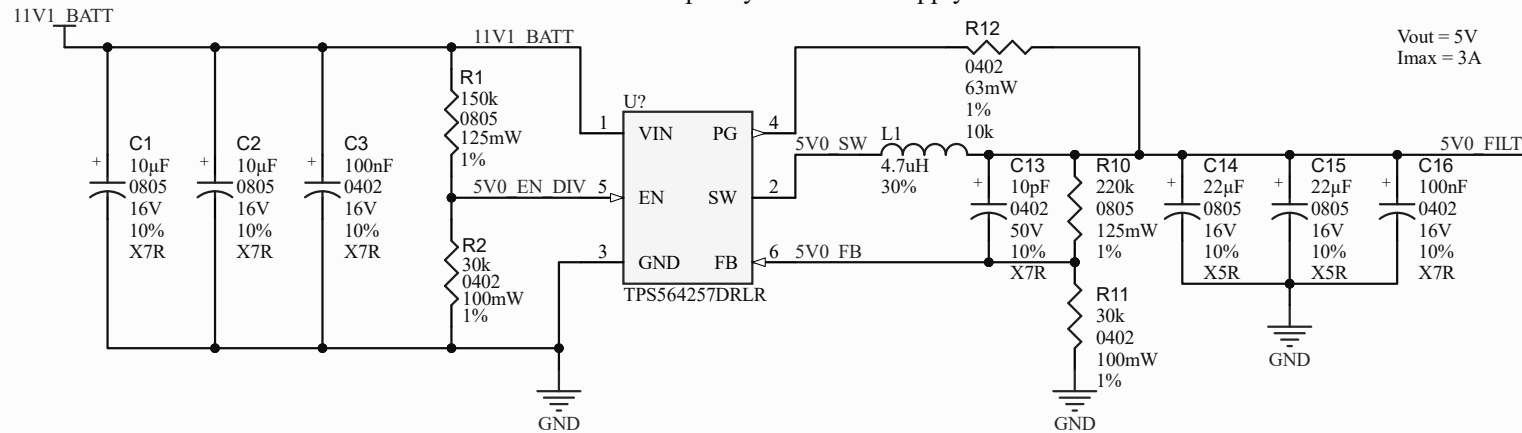 11V1_BATT
11V1_BATT
C1
10µF
0805
16V
10%
X7R
+
C2
10µF
0805
16V
10%
X7R
+
C3
100nF
0402
16V
10%
X7R
+
R1
150k
0805
125mW
1%
5V0_EN_DIV
R2
30k
0402
100mW
1%
GND
U?
1
VIN
PG
4
5
EN
SW
2
3
GND
FB
6
TPS564257DRLR
R12
0402
63mW
1%
10k
5V0_SW
L1
4.7uH
30%
5V0_FB
C13
10pF
0402
50V
10%
X7R
+
R10
220k
0805
125mW
1%
R11
30k
0402
100mW
1%
GND
C14
22µF
0805
16V
10%
X5R
+
C15
22µF
0805
16V
10%
X5R
+
C16
100nF
0402
16V
10%
X7R
+
GND
5V0_FILT
Vout = 5V
Imax = 3A